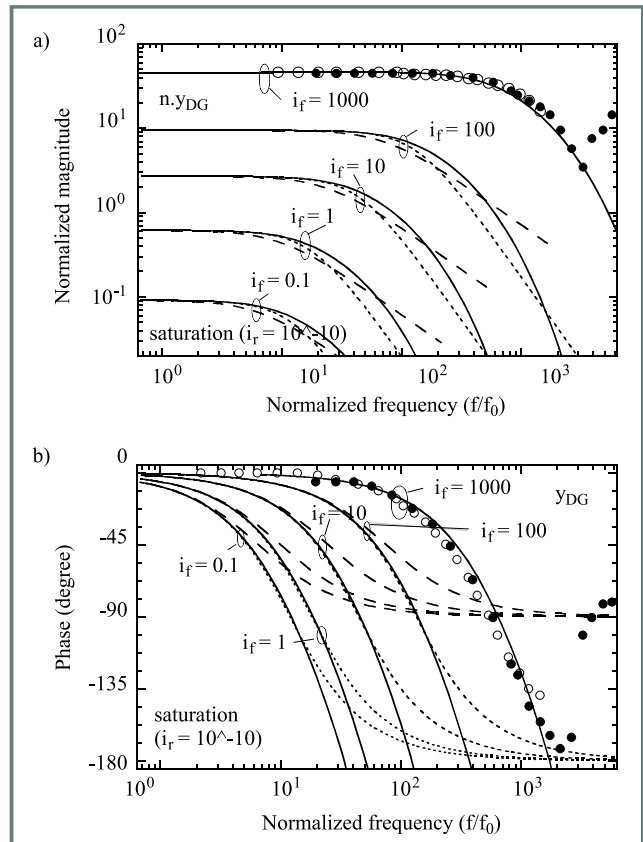 a)
10^2
10^1
10^0
10^-1
Normalized magnitude
n.yDG
i_f = 1000
i_f = 100
i_f = 10
i_f = 1
i_f = 0.1
saturation (i_r = 10^-10)
10^0
10^1
10^2
10^3
Normalized frequency (f/f_0)
b)
0
-45
-90
-135
-180
Phase (degree)
y_DG
i_f = 1000
i_f = 10
i_f = 100
i_f = 0.1
i_f = 1
saturation
(i_r = 10^-10)
10^0
10^1
10^2
10^3
Normalized frequency (f/f_0)